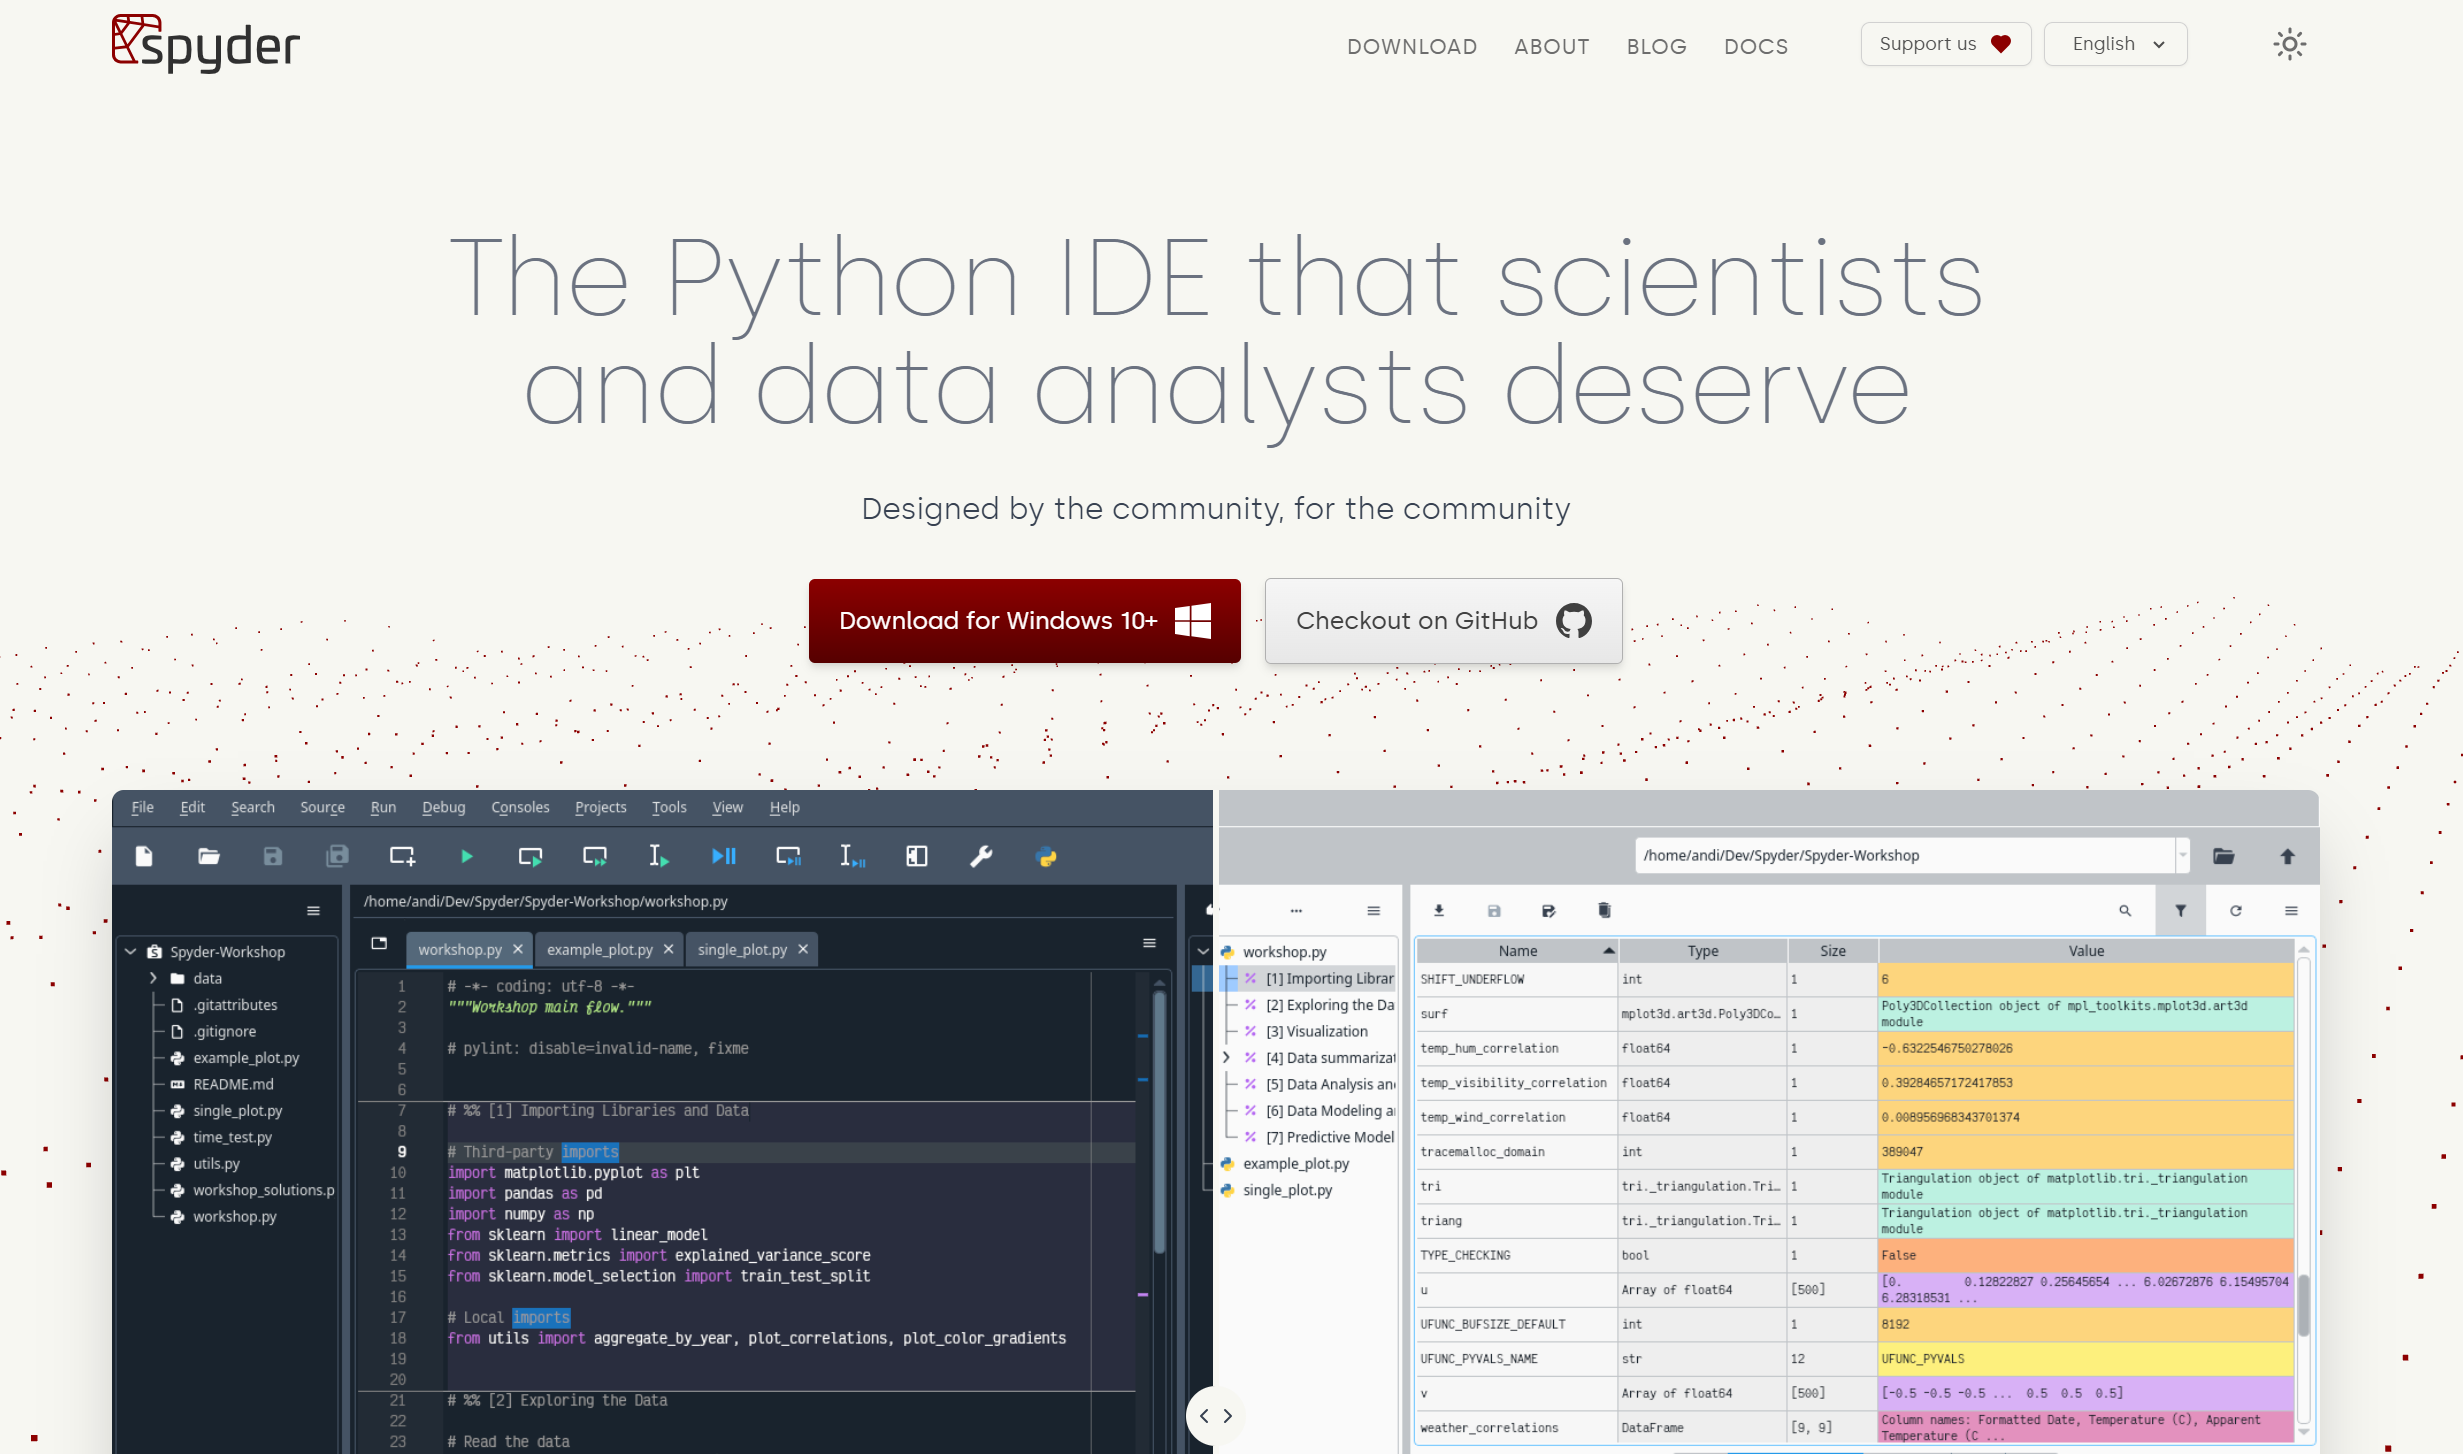 spyder
DOWNLOAD
ABOUT
BLOG
DOCS
Support us
English
The Python IDE that scientists
and data analysts deserve
Designed by the community, for the community
Download for Windows 10+
Checkout on GitHub
File Edit Search Source Run Debug Consoles Projects Tools View Help
/home/andi/Dev/Spyder/Spyder-Workshop
/home/andi/Dev/Spyder/Spyder-Workshop/workshop.py
Spyder-Workshop
data
.gitattributes
.gitignore
example_plot.py
README.md
single_plot.py
time_test.py
utils.py
workshop_solutions.p
workshop.py
workshop.py example_plot.py single_plot.py
1 # -*- coding: utf-8 -*-
2 """Workshop main flow."""
3
4 # pylint: disable=invalid-name, fixme
5
6
7 # %% [1] Importing Libraries and Data
8
9 # Third-party imports
10 import matplotlib.pyplot as plt
11 import pandas as pd
12 import numpy as np
13 from sklearn import linear_model
14 from sklearn.metrics import explained_variance_score
15 from sklearn.model_selection import train_test_split
16
17 # Local imports
18 from utils import aggregate_by_year, plot_correlations, plot_color_gradients
19
20
21 # %% [2] Exploring the Data
22
23 # Read the data
workshop.py
[1] Importing Librar
[2] Exploring the Da
[3] Visualization
[4] Data summarizat
[5] Data Analysis an
[6] Data Modeling a
[7] Predictive Model
example_plot.py
single_plot.py
Name Type Size Value
SHIFT_UNDERFLOW int 1 6
surf mplot3d.art3d.Poly3DCo… 1 Poly3DCollection object of mpl_toolkits.mplot3d.art3d
module
temp_hum_correlation float64 1 -0.6322546750278026
temp_visibility_correlation float64 1 0.39284657172417853
temp_wind_correlation float64 1 0.008956968343701374
tracemalloc_domain int 1 389047
tri tri._triangulation.Tri… 1 Triangulation object of matplotlib.tri._triangulation
module
triang tri._triangulation.Tri… 1 Triangulation object of matplotlib.tri._triangulation
module
TYPE_CHECKING bool 1 False
u Array of float64 [500] [0. 0.12822827 0.25645654 ... 6.02672876 6.15495704
6.28318531 ...
UFUNC_BUFSIZE_DEFAULT int 1 8192
UFUNC_PYVALS_NAME str 12 UFUNC_PYVALS
v Array of float64 [500] [-0.5 -0.5 -0.5 ... 0.5 0.5 0.5]
weather_correlations DataFrame [9, 9] Column names: Formatted Date, Temperature (C), Apparent
Temperature (C ...